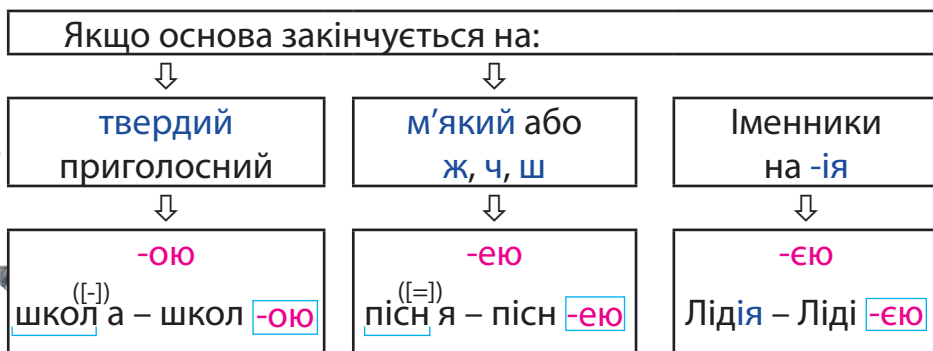 Якщо основа закінчується на:
⇩ ⇩
твердий
приголосний
м’який або
ж, ч, ш
Іменники
на -ія
⇩ ⇩ ⇩
-ою
([-])
школ а – школ -ою
-ею
([=])
пісн я – пісн -ею
-єю
Лідія – Ліді -єю